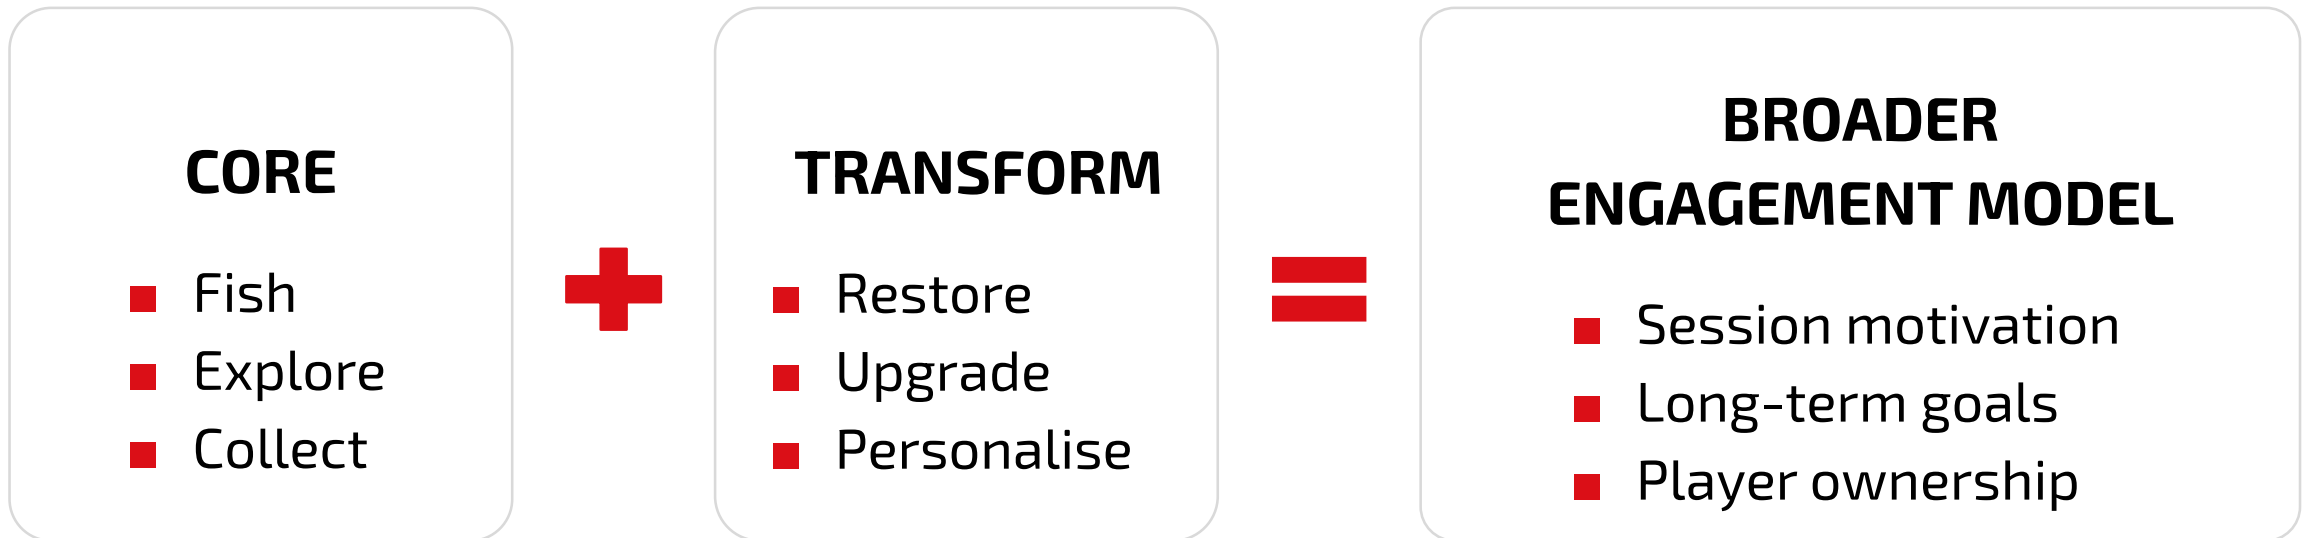 CORE
Fish
Explore
Collect
TRANSFORM
Restore
Upgrade
Personalise
BROADER
ENGAGEMENT MODEL
Session motivation
Long-term goals
Player ownership